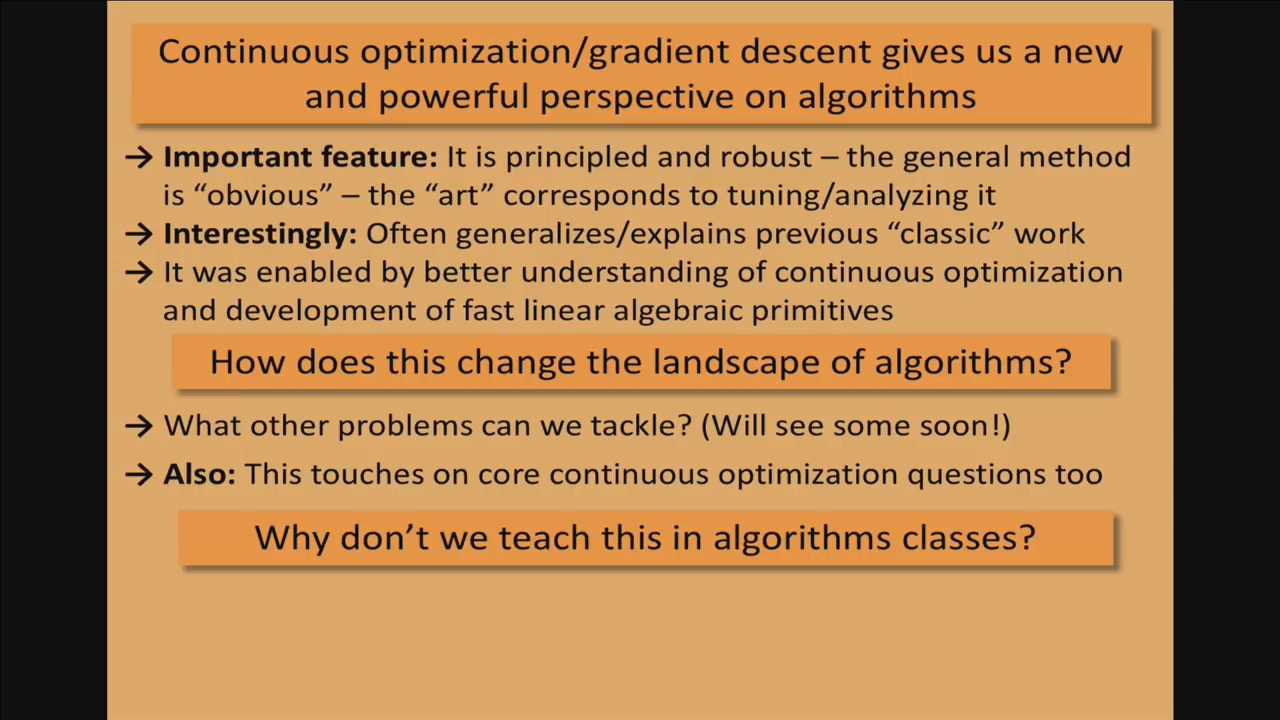 Continuous optimization/gradient descent gives us a new
and powerful perspective on algorithms
→ Important feature: It is principled and robust – the general method
is “obvious” – the “art” corresponds to tuning/analyzing it
→ Interestingly: Often generalizes/explains previous “classic” work
→ It was enabled by better understanding of continuous optimization
and development of fast linear algebraic primitives
How does this change the landscape of algorithms?
→ What other problems can we tackle? (Will see some soon!)
→ Also: This touches on core continuous optimization questions too
Why don’t we teach this in algorithms classes?